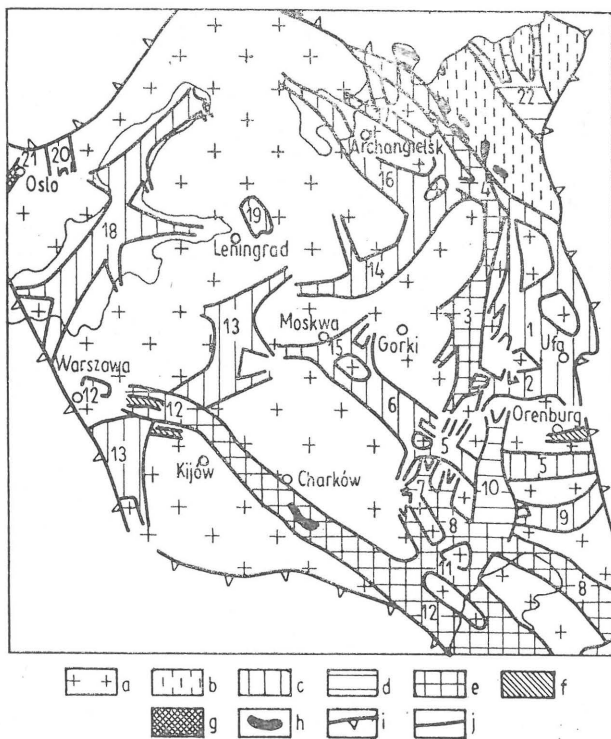 22
Archangielsk
21
20
Oslo
16
4
18
19
Leningrad
14
13
Moskwa
3
1
15
Gorki
Ufa
Warszawa
2
12
6
12
Orenburg
5
5
13
Kijów
Charków
7
10
9
8
8
11
12
a b c d e f
g h i j